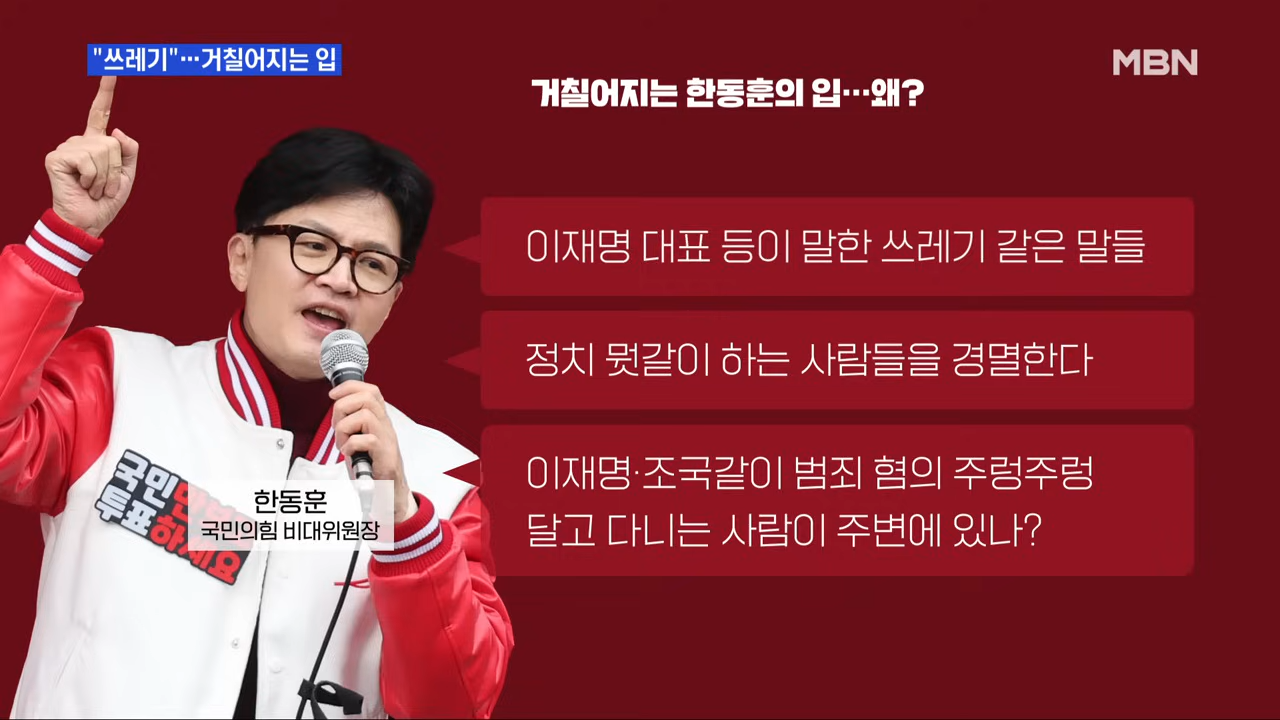 "쓰레기"…거칠어지는 입
MBN
거칠어지는 한동훈의 입…왜?
이재명 대표 등이 말한 쓰레기 같은 말들
정치 뭣같이 하는 사람들을 경멸한다
이재명·조국같이 범죄 혐의 주렁주렁
달고 다니는 사람이 주변에 있나?
국민
투표하세요
한동훈
국민의힘 비대위원장